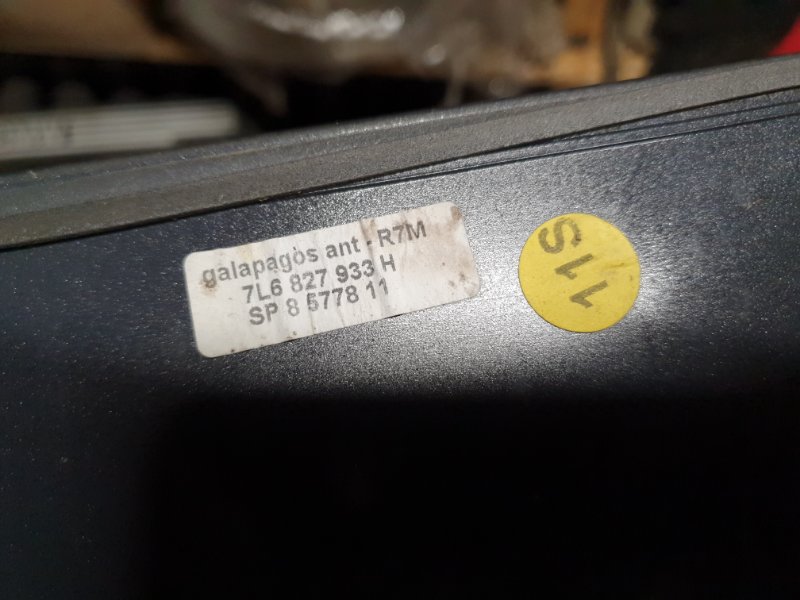 galapagos ant - R7M
7L6 827 933 H
SP 8 5778 11
11S